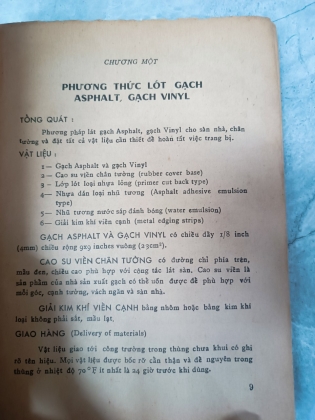 CHƯƠNG MỘT
PHƯƠNG THỨC LÓT GẠCH
ASPHALT, GẠCH VINYL
TỔNG QUÁT :
Phương pháp lát gạch Asphalt, gạch Vinyl cho sàn nhà, chân
tường và đặt tất cả vật liệu cần thiết để hoàn tất việc trang bị.
VẬT LIỆU :
1— Gạch Asphalt và gạch Vinyl
2— Cao su viên chân tường (rubber cover base)
3— Lớp lót loại nhựa lỏng (primer cut back type)
4— Nhựa dán loại nhũ tương (Asphalt adhesive emulsion
type)
5— Nhũ tương nước sáp đánh bóng (water emulsion)
6— Giải kim khí viền cạnh (metal edging strips)
GẠCH ASPHALT VÀ GẠCH VINYL có chiều dầy 1/8 inch
(4mm) chiều rộng 9x9 inches vuông (23cm²).
CAO SU VIÊN CHÂN TƯỜNG có đường chỉ phía trên,
mầu đen, chiều cao phù hợp với công tác lát sàn. Cao su viền là
sản phẩm của nhà sản xuất gạch có thể uốn được để phù hợp với
mỗi góc, cạnh tường, vách ngăn và sàn nhà.
GIẢI KIM KHÍ VIỀN CẠNH bằng nhôm hoặc bằng kim khí
loại không phải sắt, mầu lạt.
GIAO HÀNG (Delivery of materials)
Vật liệu giao tới công trường trong thùng chưa khui có ghi
rõ tên hiệu. Mọi vật liệu được bốc rỡ cẩn thận và để nguyên trong
thùng ở nhiệt độ 70°F ít nhất là 24 giờ trước khi dùng.
9